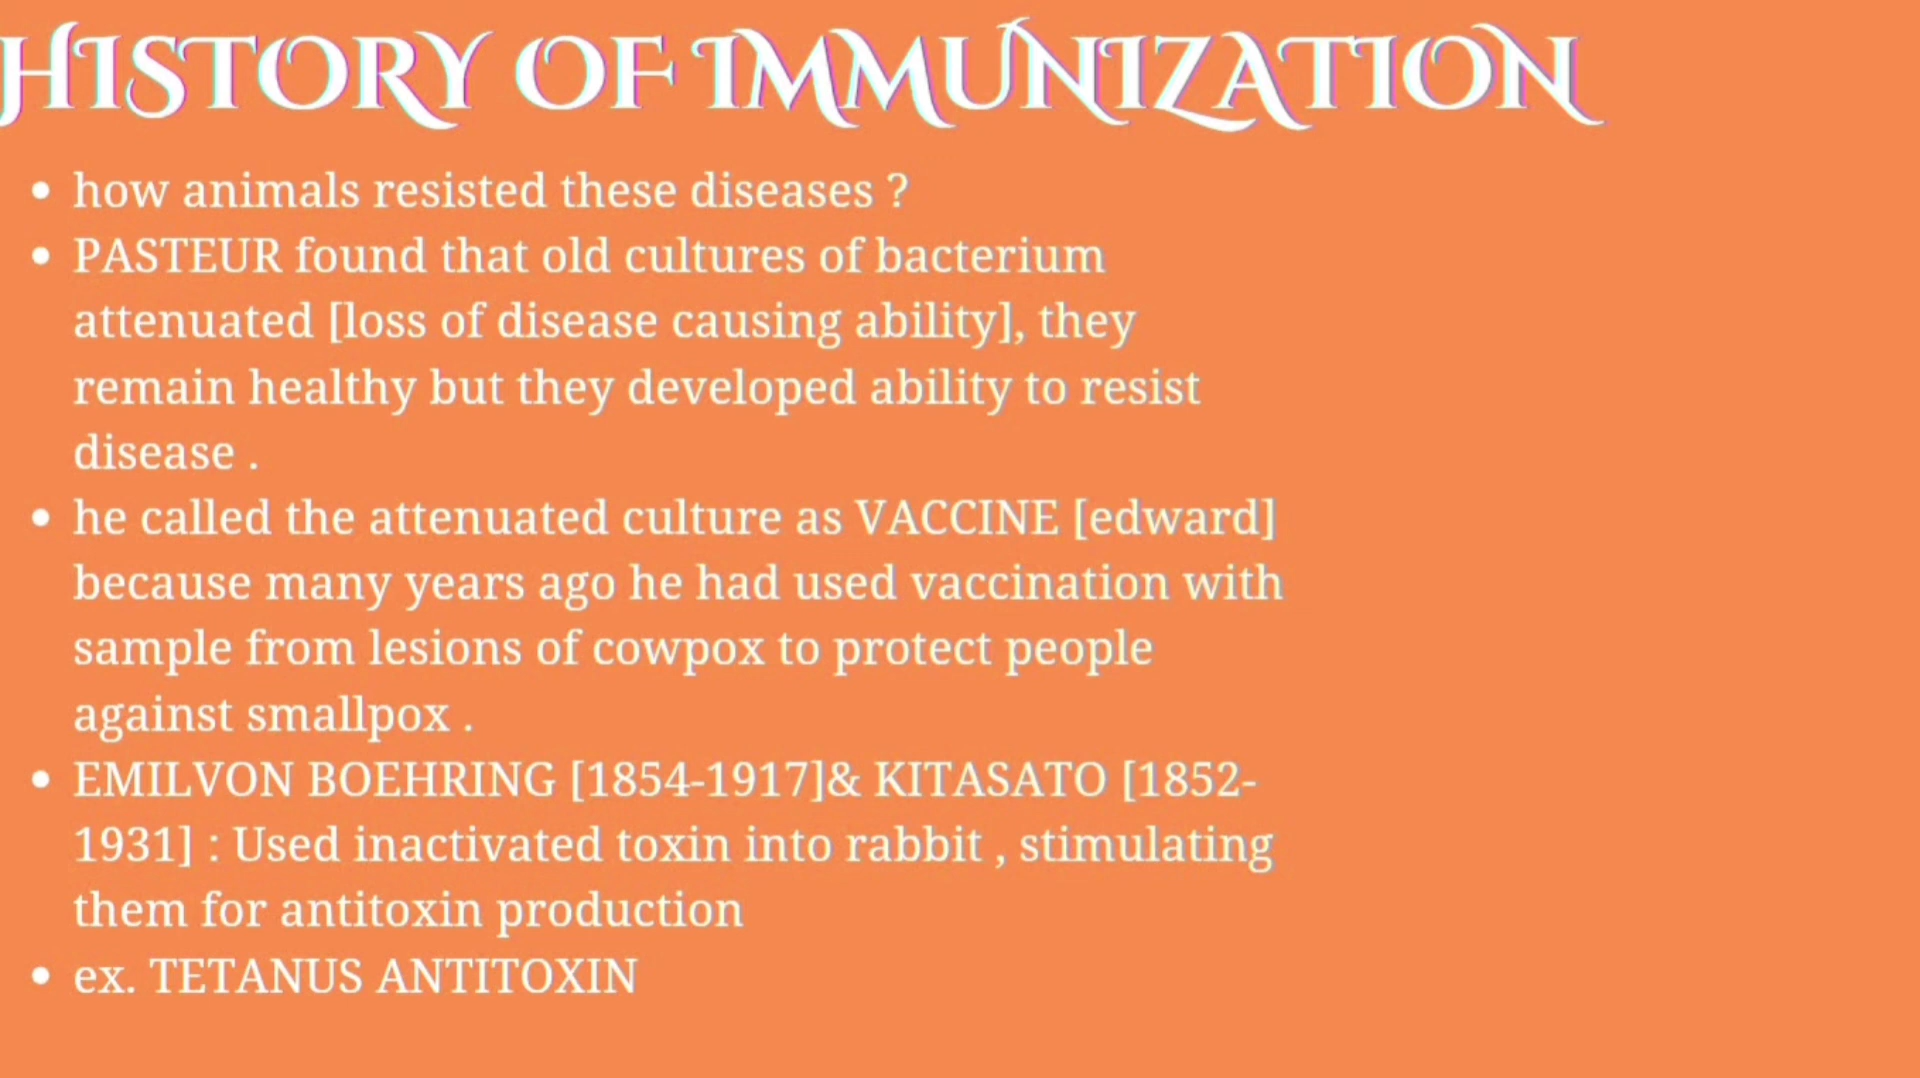 HISTORY OF IMMUNIZATION
• how animals resisted these diseases ?
• PASTEUR found that old cultures of bacterium
attenuated [loss of disease causing ability], they
remain healthy but they developed ability to resist
disease .
• he called the attenuated culture as VACCINE [edward]
because many years ago he had used vaccination with
sample from lesions of cowpox to protect people
against smallpox .
• EMILVON BOEHRING [1854-1917]& KITASATO [1852-
1931] : Used inactivated toxin into rabbit , stimulating
them for antitoxin production
• ex. TETANUS ANTITOXIN